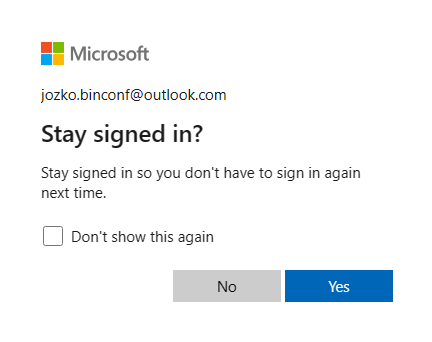 Microsoft
jozko.binconf@outlook.com
Stay signed in?
Stay signed in so you don't have to sign in again
next time.
Don't show this again
No
Yes